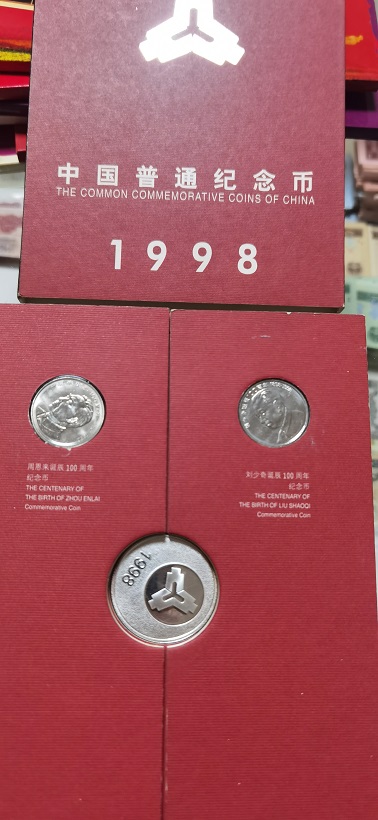 中国普通纪念币
THE COMMON COMMEMORATIVE COINS OF CHINA
1998
周恩来诞辰100周年
纪念币
THE CENTENARY OF
THE BIRTH OF ZHOU ENLAI
Commemorative Coin
刘少奇诞辰100周年
纪念币
THE CENTENARY OF
THE BIRTH OF LIU SHAOQI
Commemorative Coin
1998